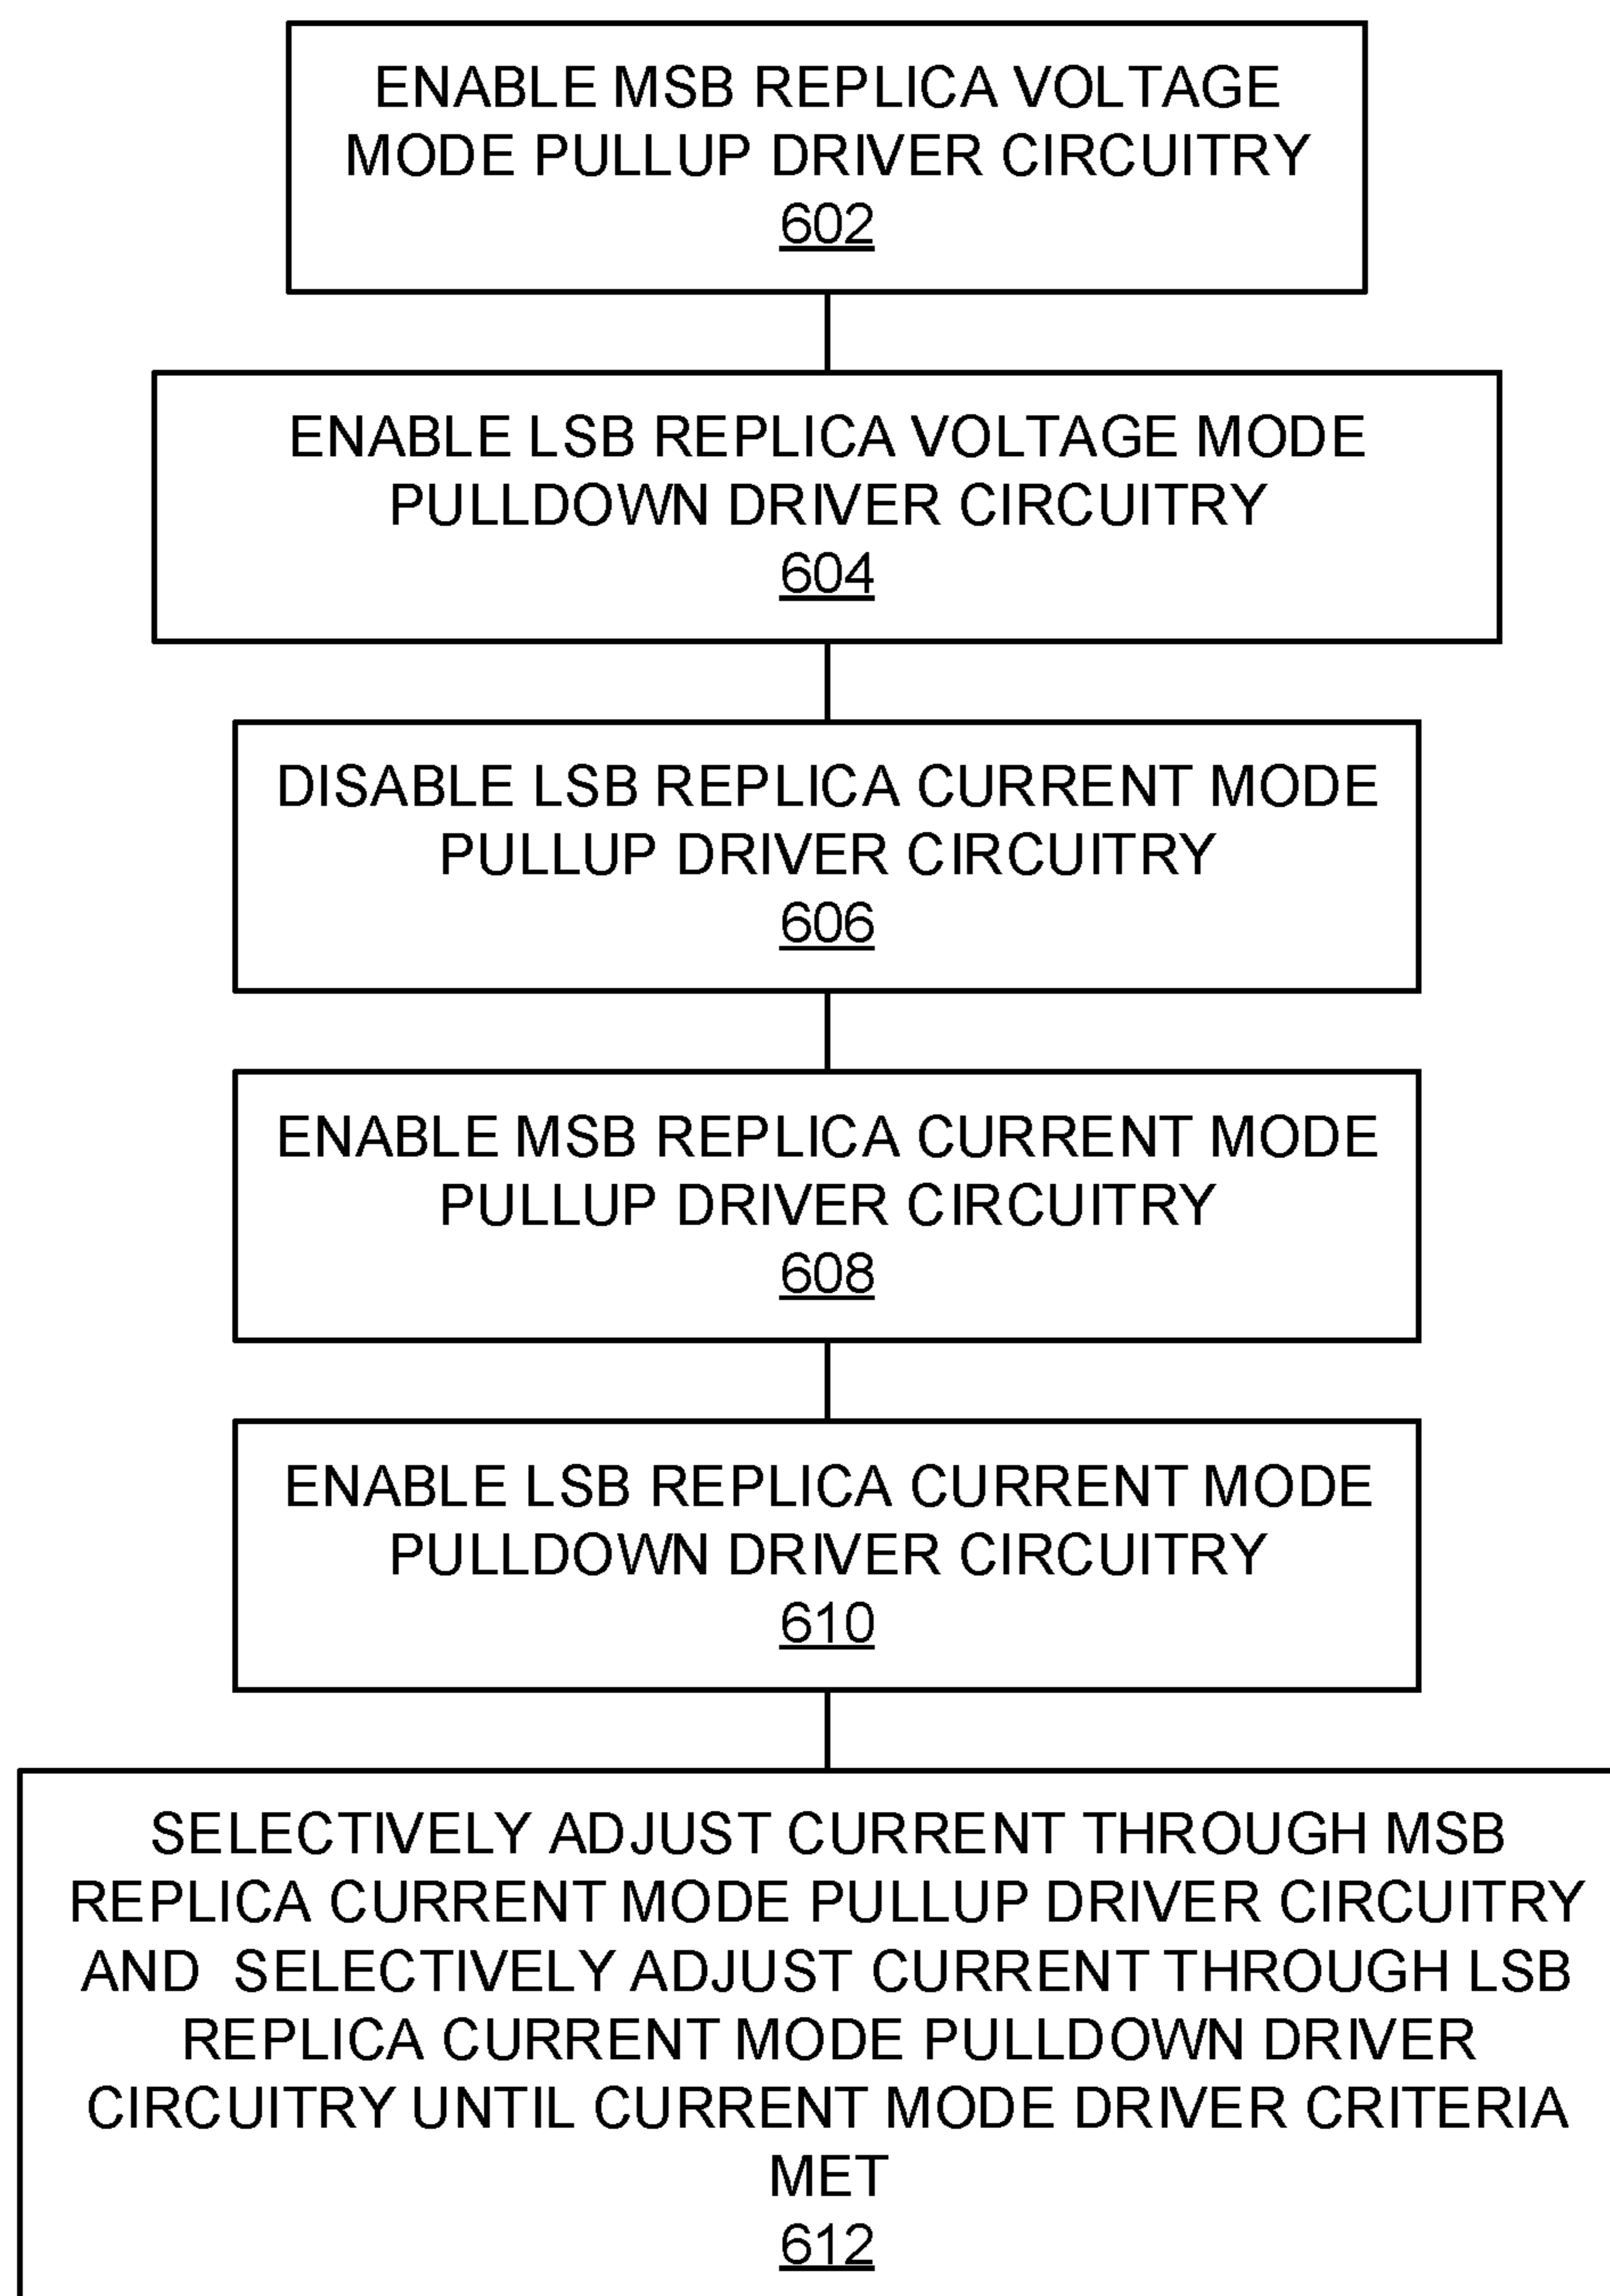 ENABLE MSB REPLICA VOLTAGE
MODE PULLUP DRIVER CIRCUITRY
602
ENABLE LSB REPLICA VOLTAGE MODE
PULLDOWN DRIVER CIRCUITRY
604
DISABLE LSB REPLICA CURRENT MODE
PULLUP DRIVER CIRCUITRY
606
ENABLE MSB REPLICA CURRENT MODE
PULLUP DRIVER CIRCUITRY
608
ENABLE LSB REPLICA CURRENT MODE
PULLDOWN DRIVER CIRCUITRY
610
SELECTIVELY ADJUST CURRENT THROUGH MSB
REPLICA CURRENT MODE PULLUP DRIVER CIRCUITRY
AND SELECTIVELY ADJUST CURRENT THROUGH LSB
REPLICA CURRENT MODE PULLDOWN DRIVER
CIRCUITRY UNTIL CURRENT MODE DRIVER CRITERIA
MET
612